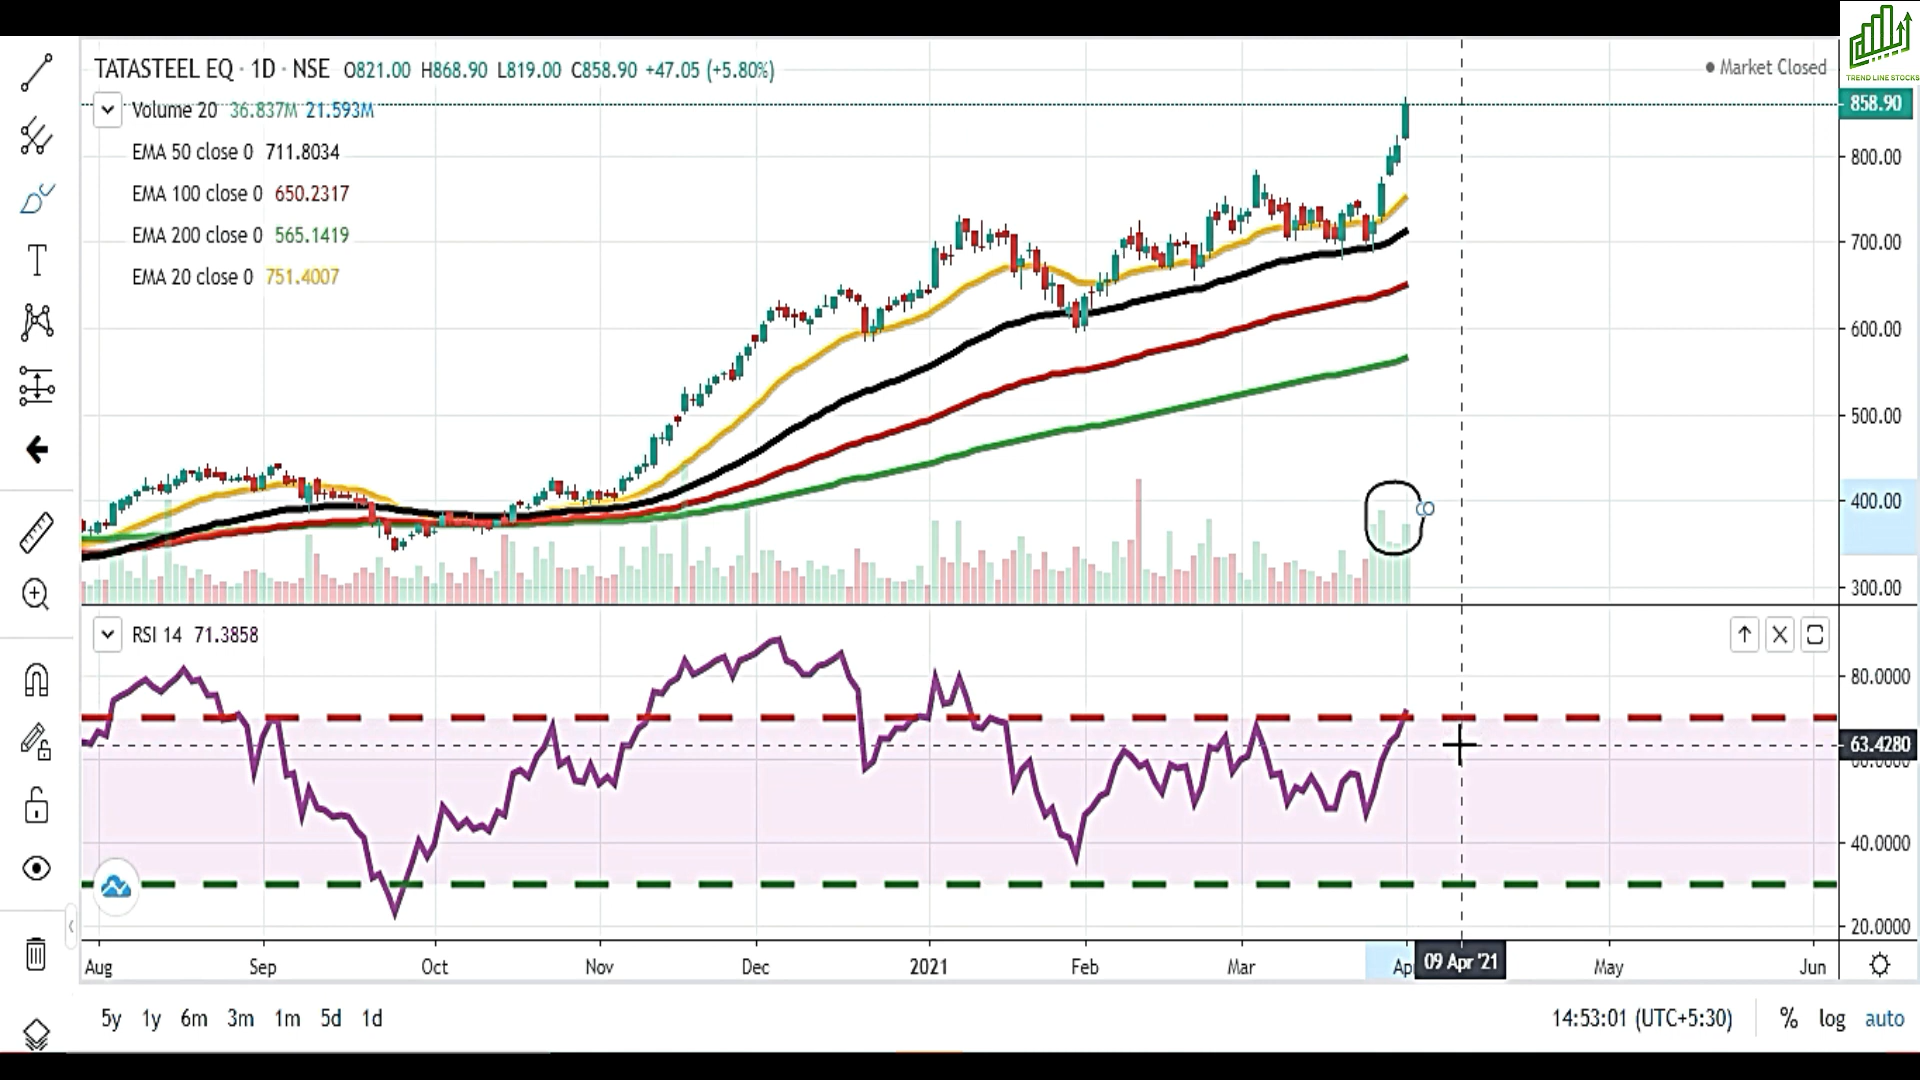 TREND LINE STOCKS
TATASTEEL EQ · 1D · NSE O821.00 H868.90 L819.00 C858.90 +47.05 (+5.80%)
Market Closed
Volume 20 36.837M 21.593M
EMA 50 close 0 711.8034
EMA 100 close 0 650.2317
EMA 200 close 0 565.1419
EMA 20 close 0 751.4007
858.90
800.00
700.00
600.00
500.00
400.00
300.00
RSI 14 71.3858
80.0000
63.4280
60.0000
40.0000
20.0000
Aug Sep Oct Nov Dec 2021 Feb Mar Ap 09 Apr '21 May Jun
5y 1y 6m 3m 1m 5d 1d
14:53:01 (UTC+5:30) % log auto